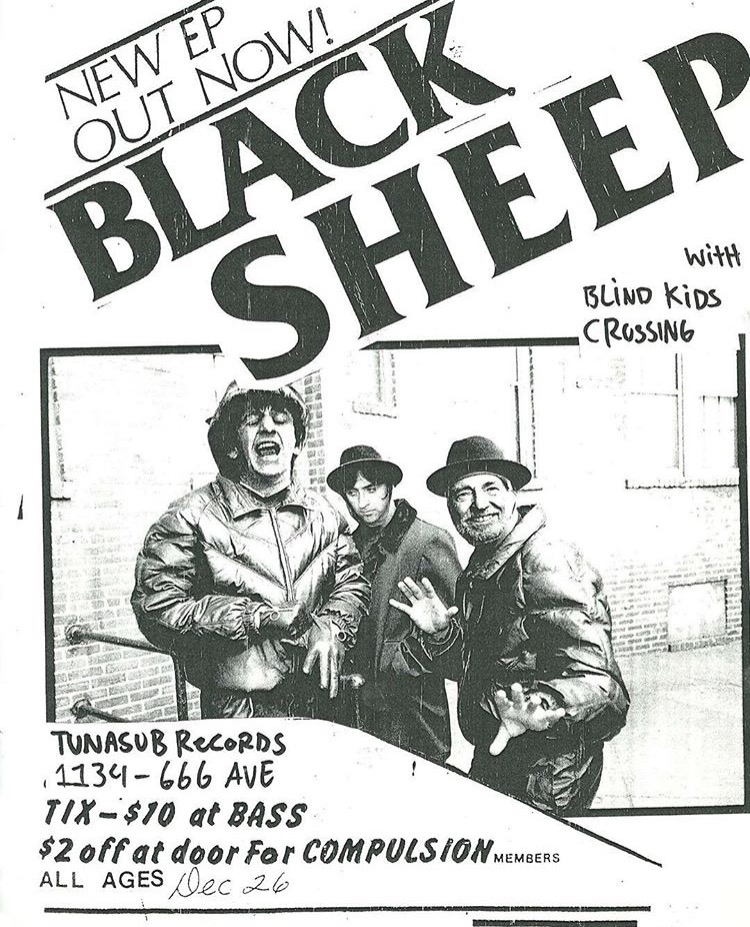 NEW EP
OUT NOW!
BLACK
SHEEP
WiTH
BLIND KiDS
CROSSING
TUNASUB RECORDS
1134-666 AVE
TIX-$10 at BASS
$2 off at door For COMPULSION MEMBERS
ALL AGES Dec 26